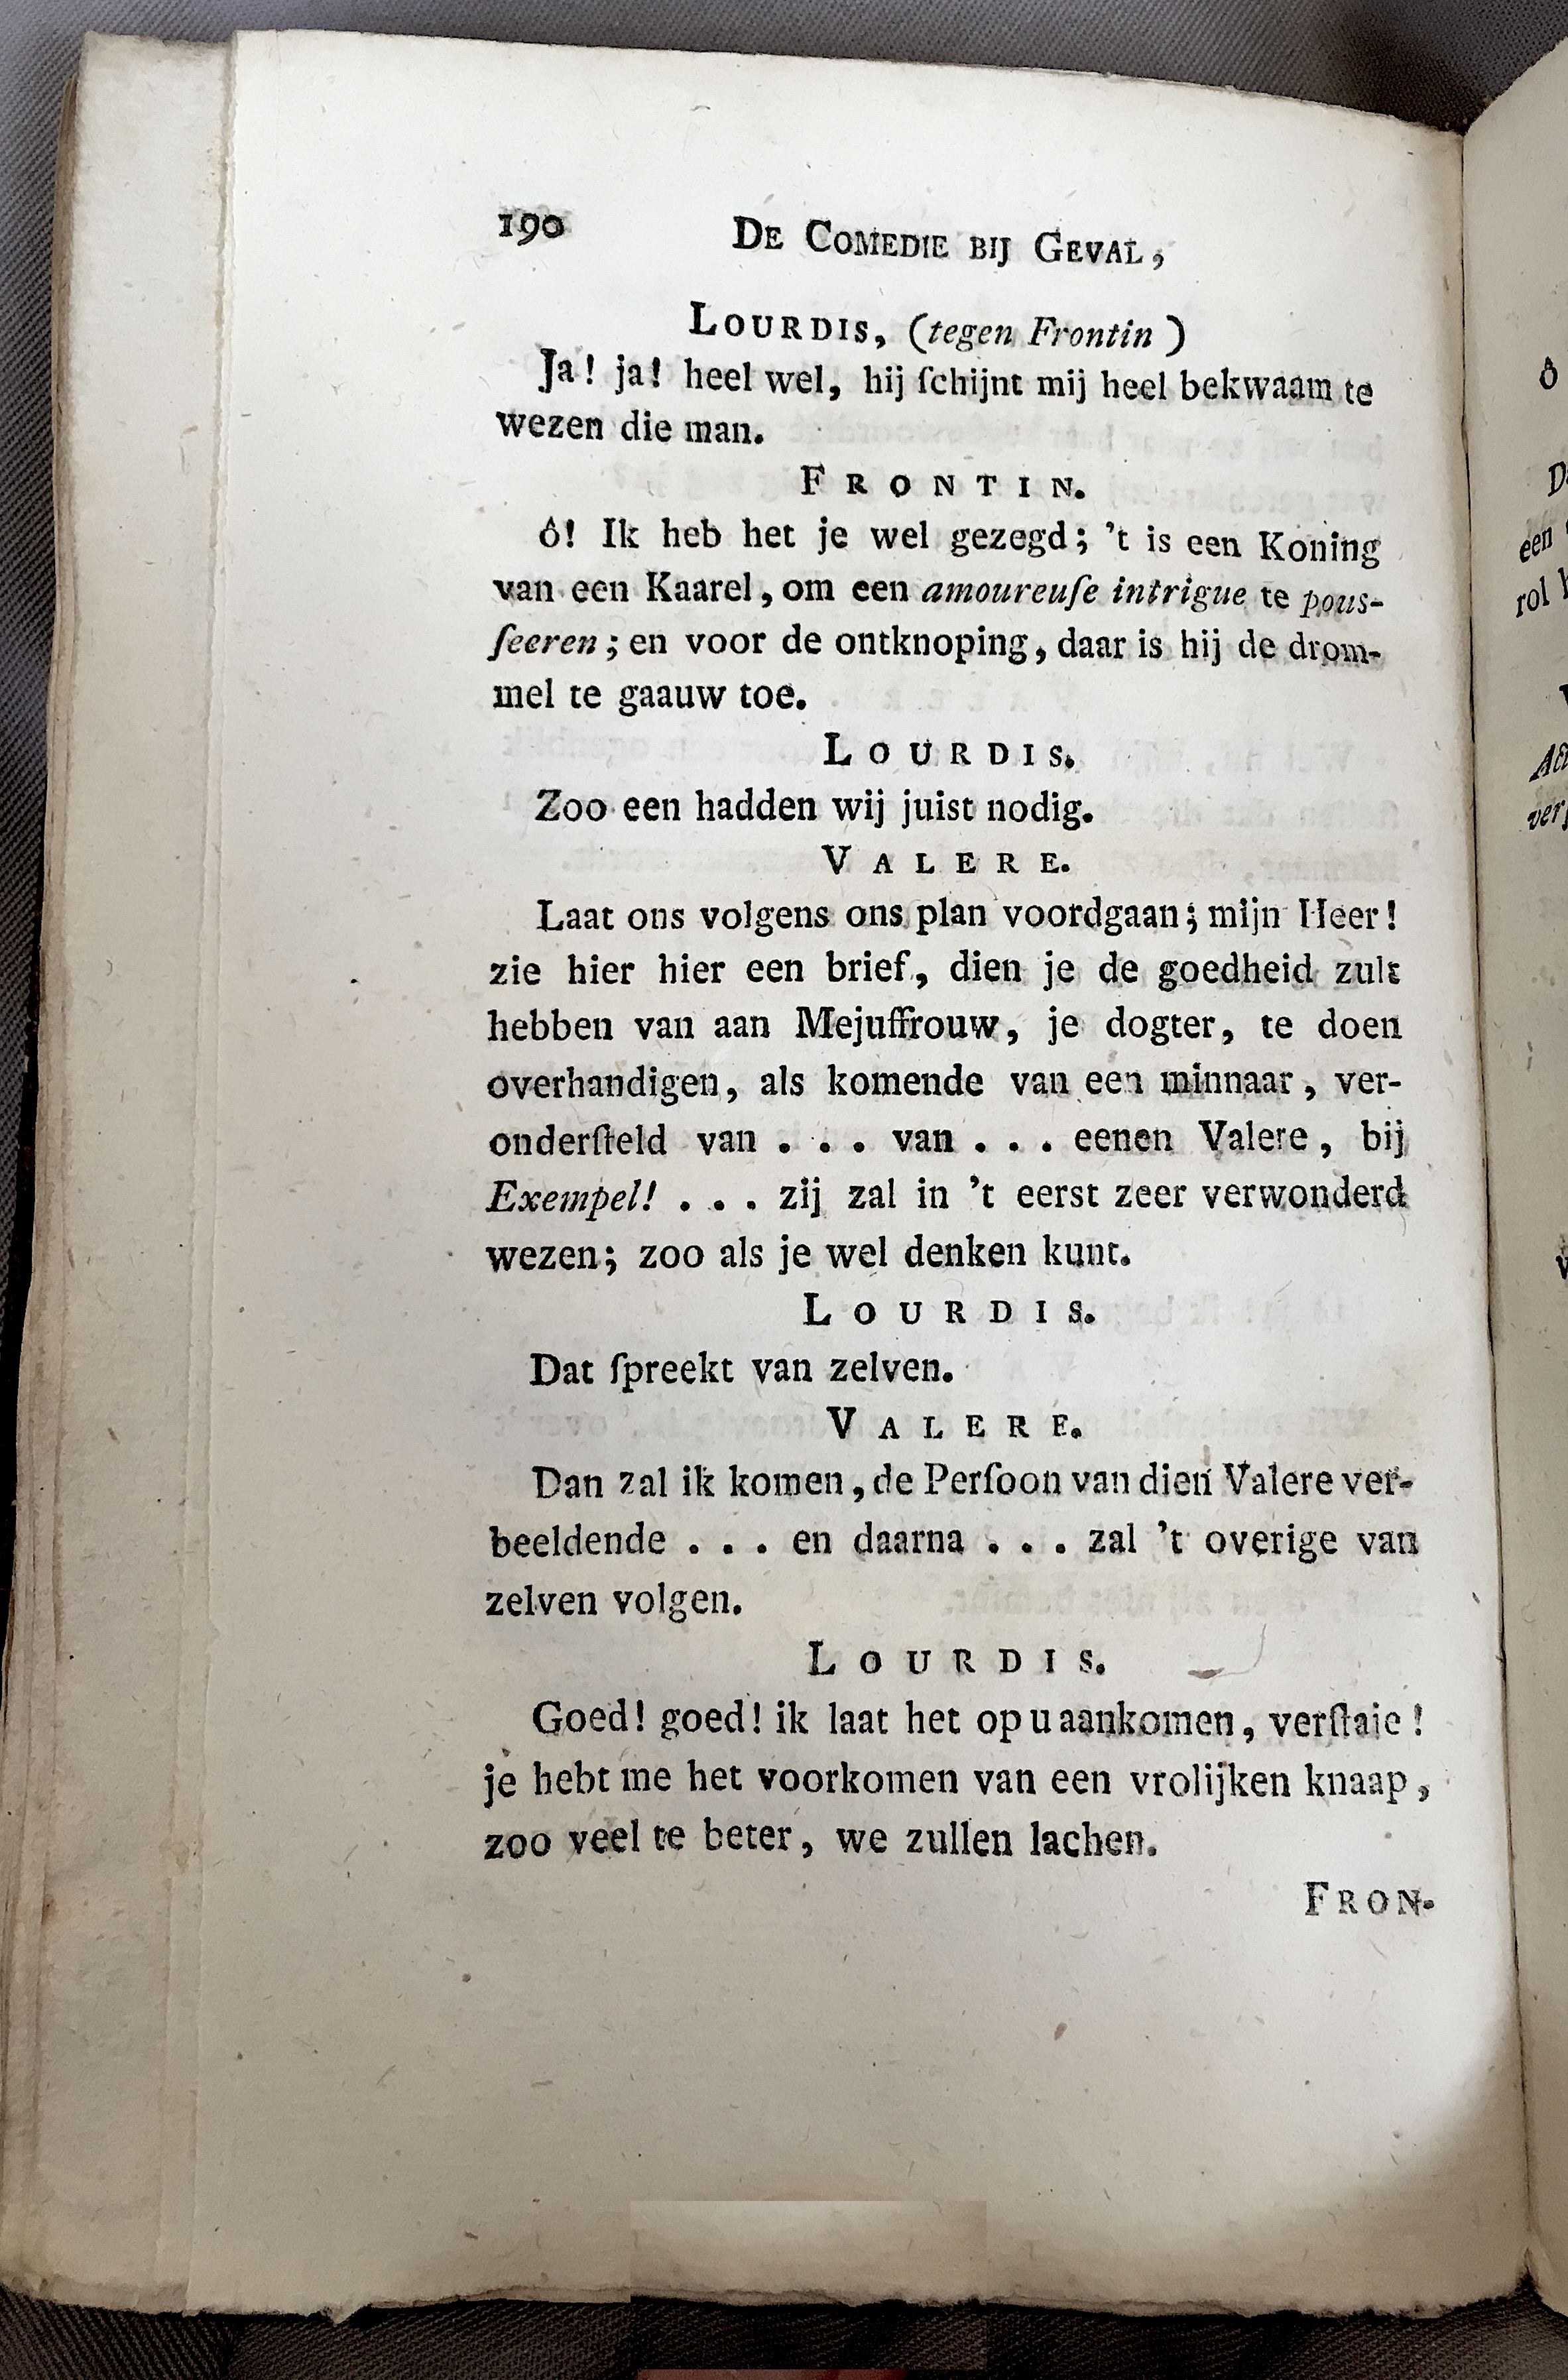 190 De Comedie bij Geval,
Lourdis, (tegen Frontin)
Ja! ja! heel wel, hij ſchijnt mij heel bekwaam te
wezen die man.
Frontin.
ô! Ik heb het je wel gezegd; 't is een Koning
van een Kaarel, om een amoureuſe intrigue te pous-
ſeeren; en voor de ontknoping, daar is hij de drom-
mel te gaauw toe.
Lourdis.
Zoo een hadden wij juist nodig.
Valere.
Laat ons volgens ons plan voordgaan; mijn Heer!
zie hier hier een brief, dien je de goedheid zult
hebben van aan Mejuffrouw, je dogter, te doen
overhandigen, als komende van een minnaar, ver-
onderſteld van . . . van . . . eenen Valere, bij
Exempel! . . . zij zal in 't eerst zeer verwonderd
wezen; zoo als je wel denken kunt.
Lourdis.
Dat ſpreekt van zelven.
Valere.
Dan zal ik komen, de Perſoon van dien Valere ver-
beeldende . . . en daarna . . . zal 't overige van
zelven volgen.
Lourdis.
Goed! goed! ik laat het op u aankomen, verſtaje!
je hebt me het voorkomen van een vrolijken knaap,
zoo veel te beter, we zullen lachen.
Fron-
ô
een
rol